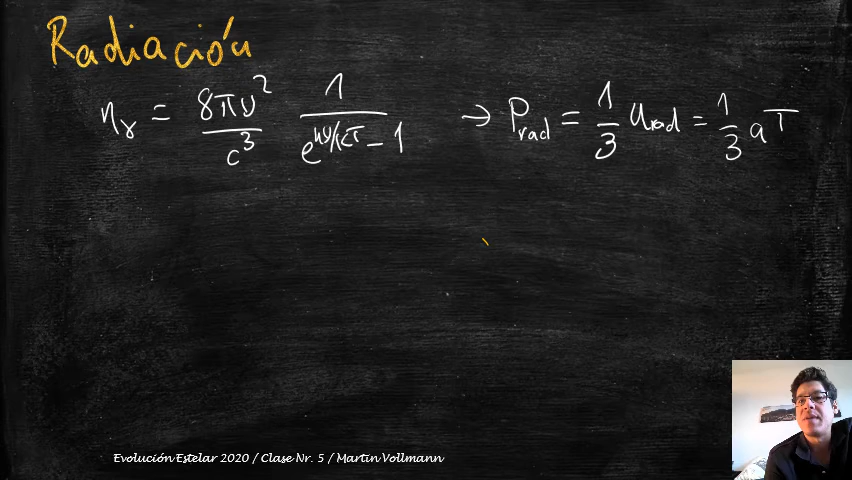 Radiación
n_γ = 8πν²/c³ 1/(e^{hν/kT} - 1) → P_rad = 1/3 u_rad = 1/3 aT
Evolución Estelar 2020 / Clase Nr. 5 / Martin Vollmann